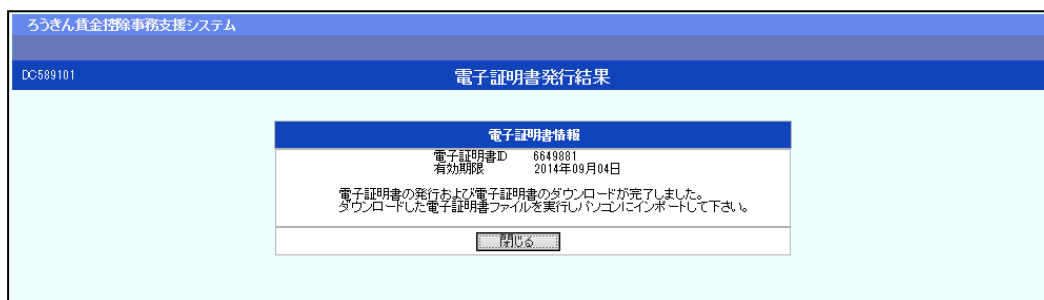 ろうきん賃金控除事務支援システム
DC589101
電子証明書発行結果
電子証明書情報
電子証明書ID 6649881
有効期限 2014年09月04日
電子証明書の発行および電子証明書のダウンロードが完了しました。
ダウンロードした電子証明書ファイルを実行しパソコンにインポートして下さい。
閉じる